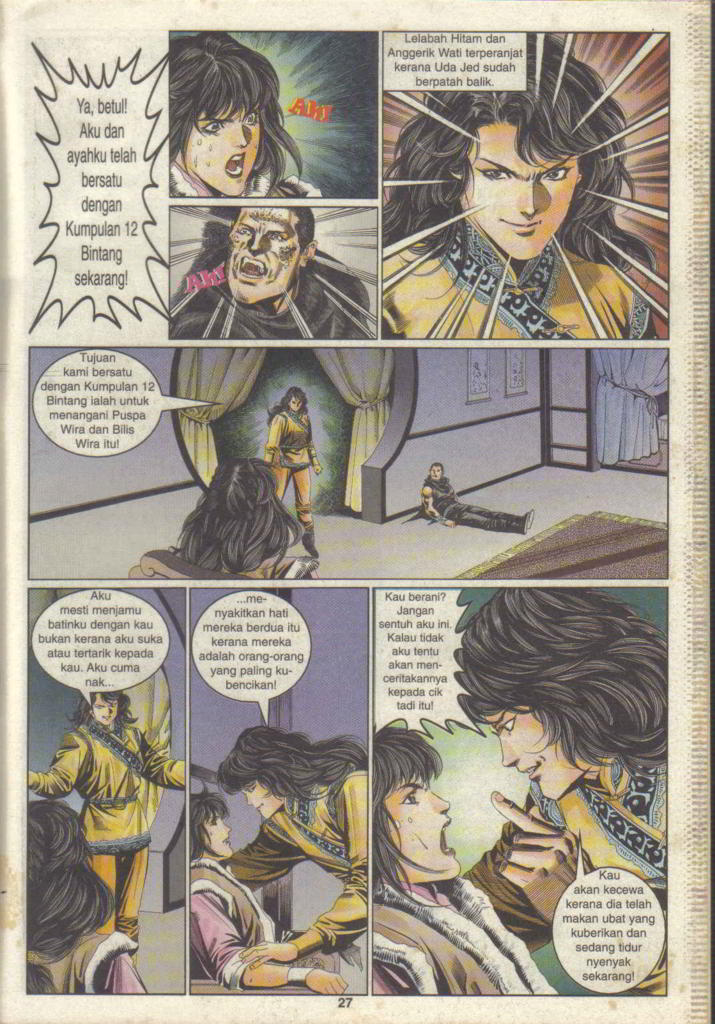 Ya, betul!
Aku dan
ayahku telah
bersatu
dengan
Kumpulan 12
Bintang
sekarang!
AH!
AH!
Lelabah Hitam dan
Anggerik Wati terperanjat
kerana Uda Jed sudah
berpatah balik.
Tujuan
kami bersatu
dengan Kumpulan 12
Bintang ialah untuk
menangani Puspa
Wira dan Bilis
Wira itu!
Aku
mesti menjamu
batinku dengan kau
bukan kerana aku suka
atau tertarik kepada
kau. Aku cuma
nak...
...me-
nyakitkan hati
mereka berdua itu
kerana mereka
adalah orang-orang
yang paling ku-
bencikan!
Kau berani?
Jangan
sentuh aku ini.
Kalau tidak
aku tentu
akan men-
ceritakannya
kepada cik
tadi itu!
Kau
akan kecewa
kerana dia telah
makan ubat yang
kuberikan dan
sedang tidur
nyenyak
sekarang!
27